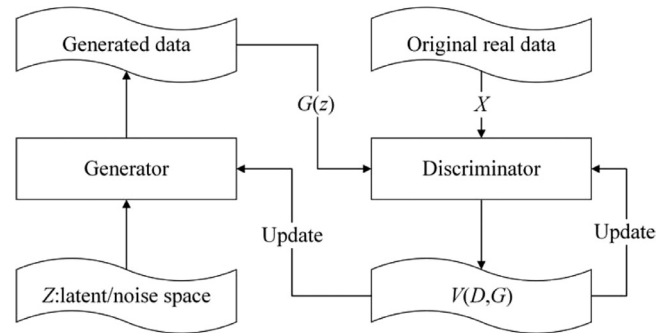 Generated data
Original real data
G(z)
X
Generator
Discriminator
Update
Update
Z:latent/noise space
V(D,G)